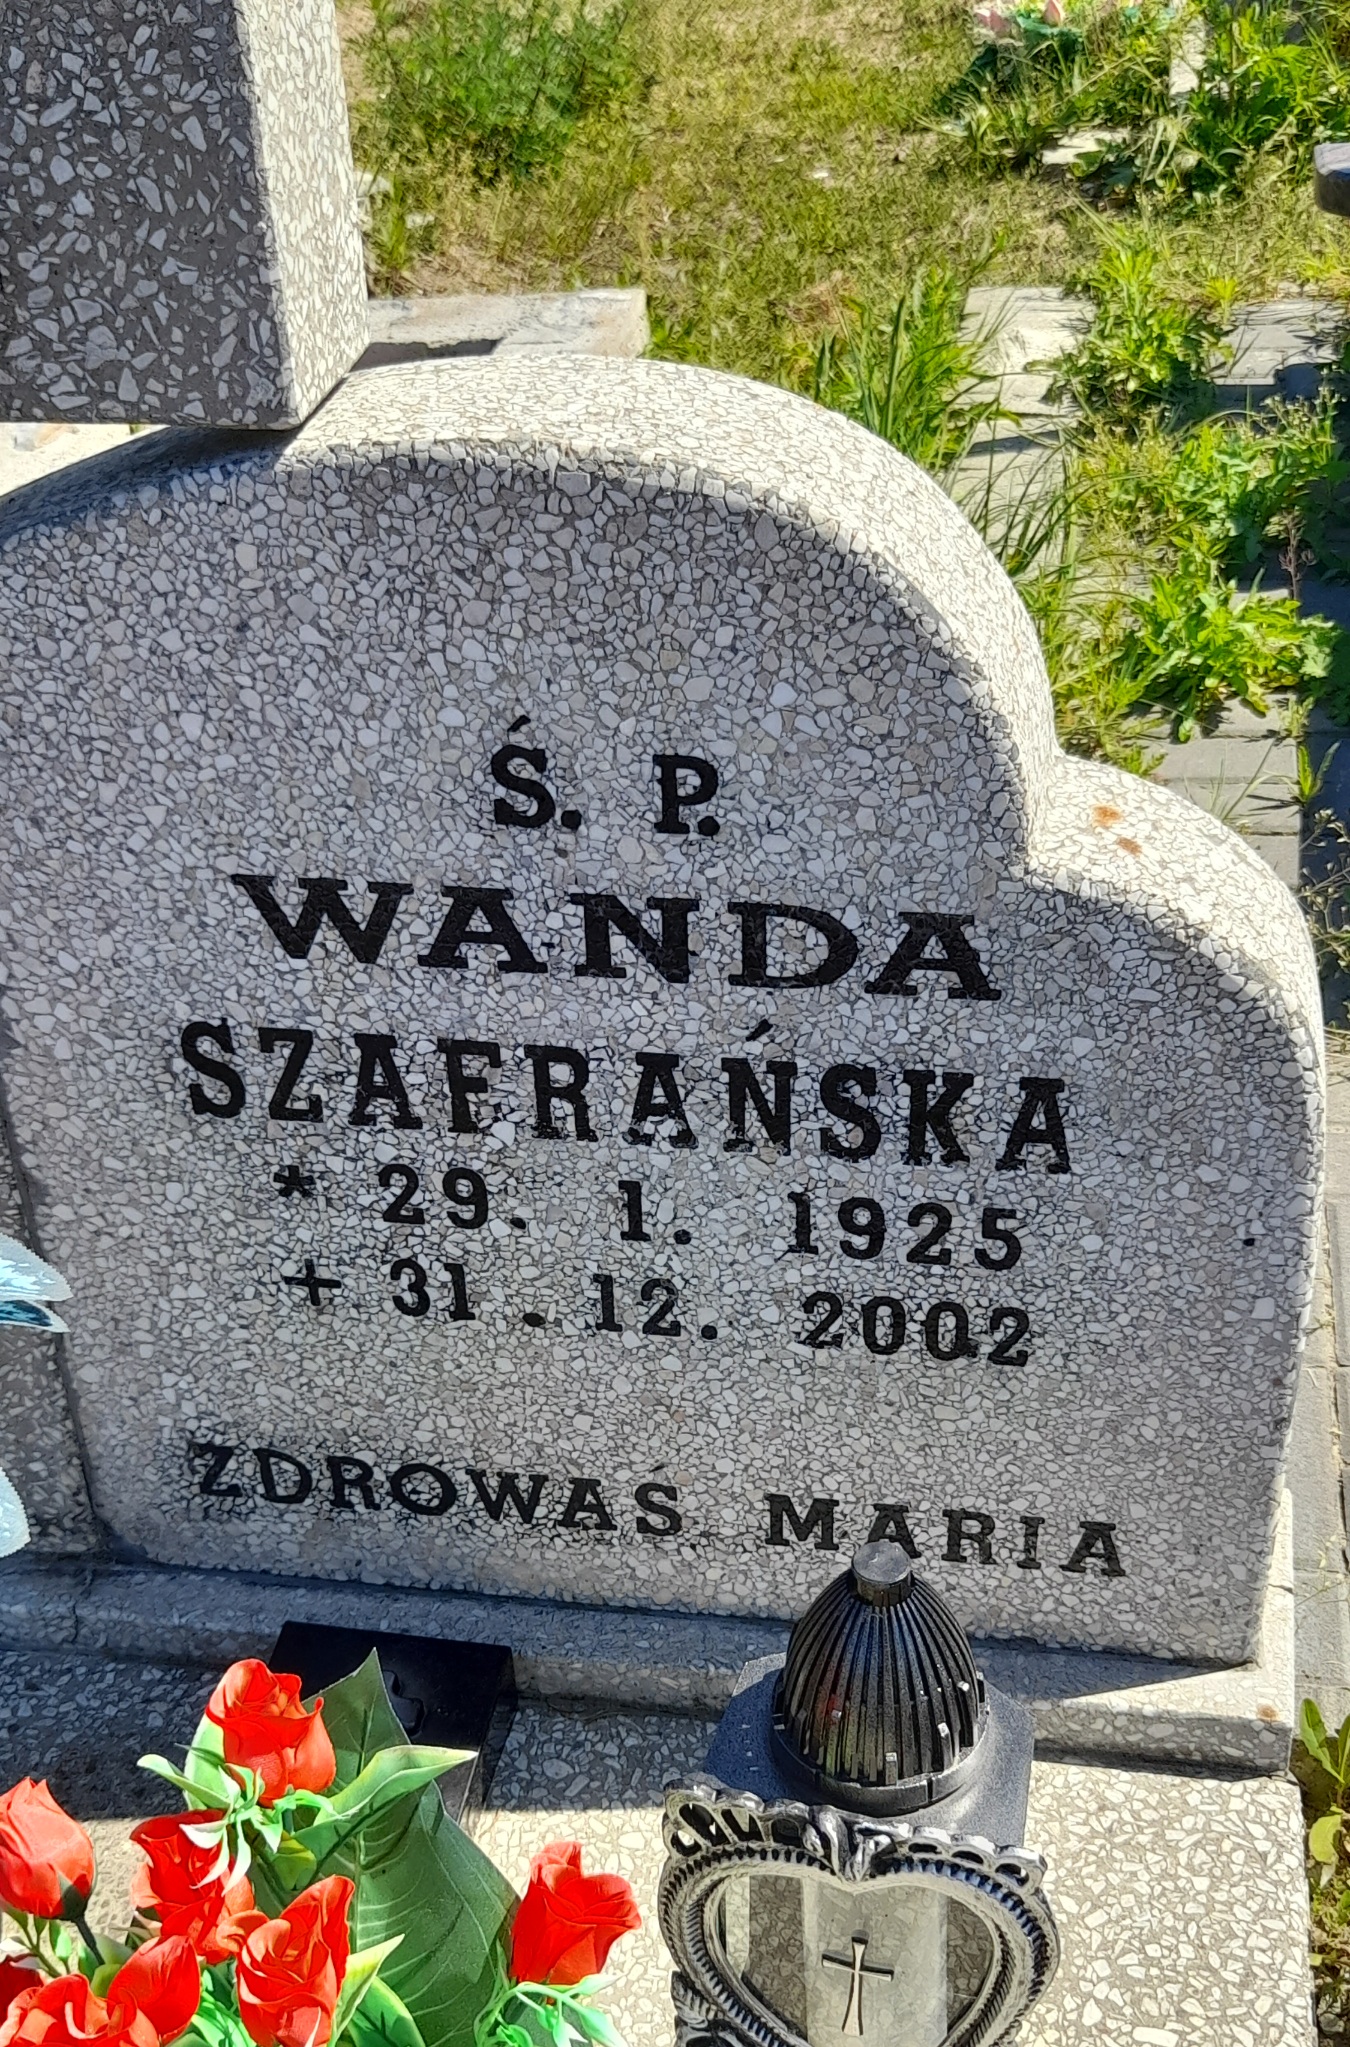 Ś. P.
WANDA
SZAFRAŃSKA
* 29. 1. 1925
+ 31. 12. 2002
ZDROWAŚ MARIA